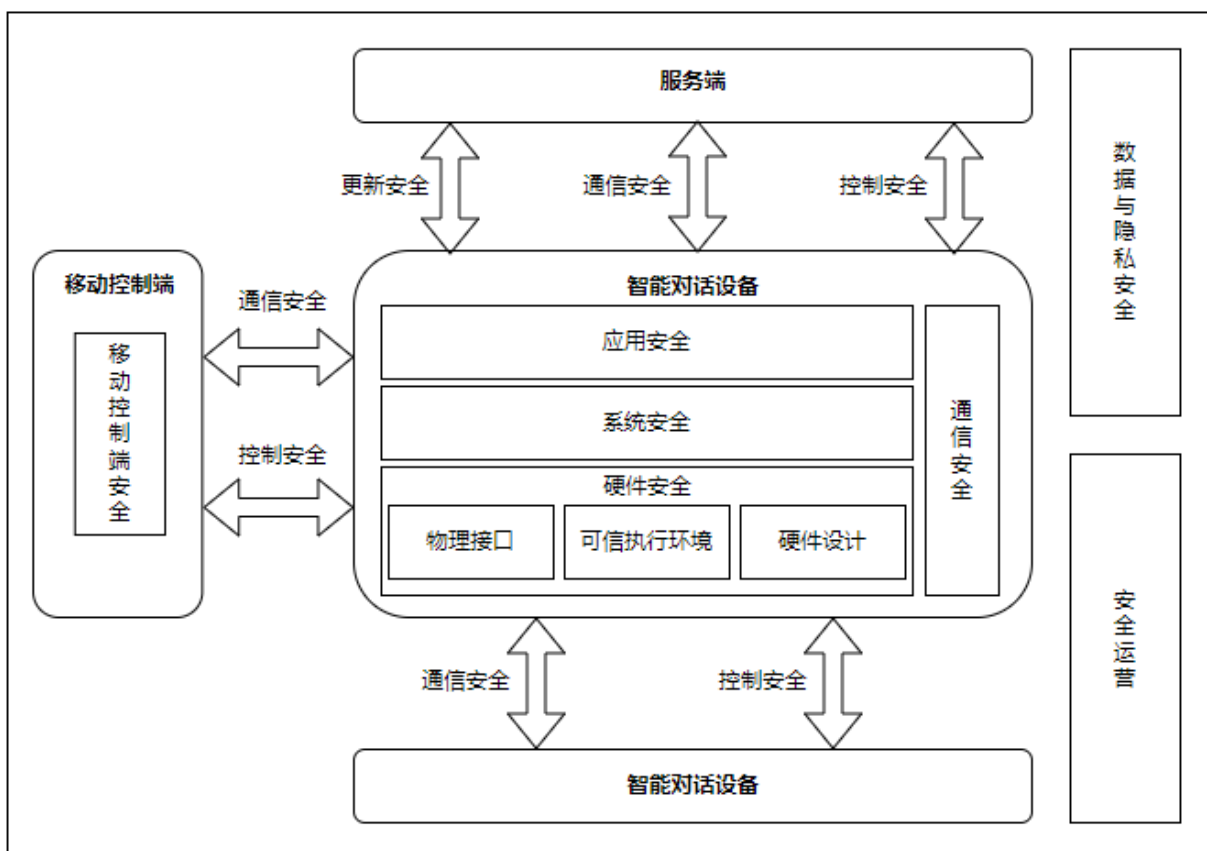 服务端
更新安全
通信安全
控制安全
数据与隐私安全
移动控制端
移动控制端安全
通信安全
控制安全
智能对话设备
应用安全
系统安全
硬件安全
物理接口
可信执行环境
硬件设计
通信安全
安全运营
通信安全
控制安全
智能对话设备